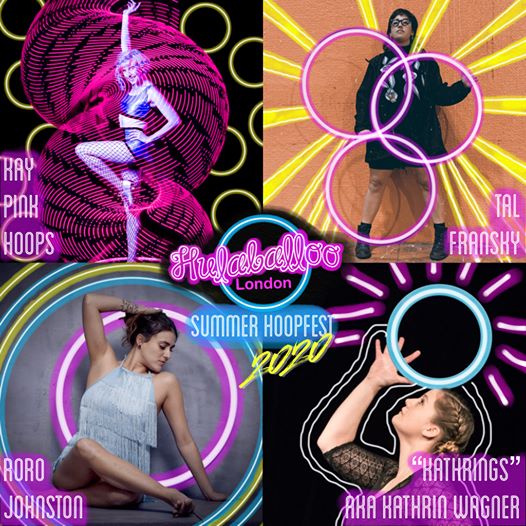 KAY
PINK
HOOPS
TAL
FRANSKY
Hulaballoo
London
SUMMER HOOPFEST
2020
RORO
JOHNSTON
"KATHRINGS"
AKA KATHRIN WAGNER